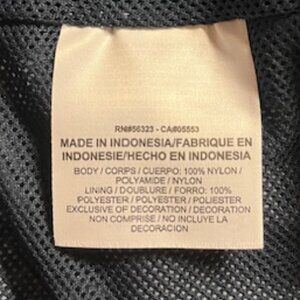 RN#56323 - CA#05553
MADE IN INDONESIA/FABRIQUE EN
INDONESIE/HECHO EN INDONESIA
BODY / CORPS / CUERPO: 100% NYLON /
POLYAMIDE / NYLON
LINING / DOUBLURE / FORRO: 100%
POLYESTER / POLYESTER / POLIESTER
EXCLUSIVE OF DECORATION / DECORATION
NON COMPRISE / NO INCLUYE LA
DECORACION